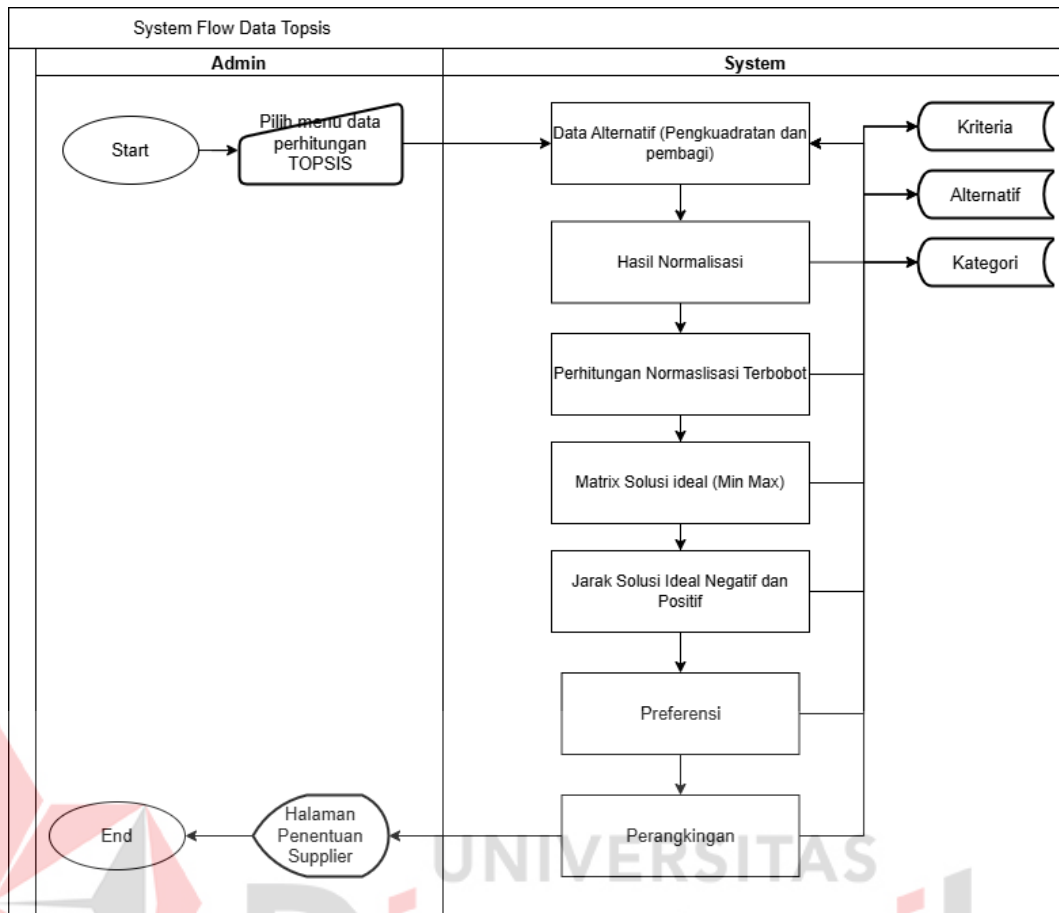 System Flow Data Topsis
Admin
System
Start
Pilih menu data
perhitungan
TOPSIS
Data Alternatif (Pengkuadratan dan
pembagi)
Kriteria
Alternatif
Hasil Normalisasi
Kategori
Perhitungan Normaslisasi Terbobot
Matrix Solusi ideal (Min Max)
Jarak Solusi Ideal Negatif dan
Positif
Preferensi
End
Halaman
Penentuan
Supplier
Perangkingan
UNIVERSITAS